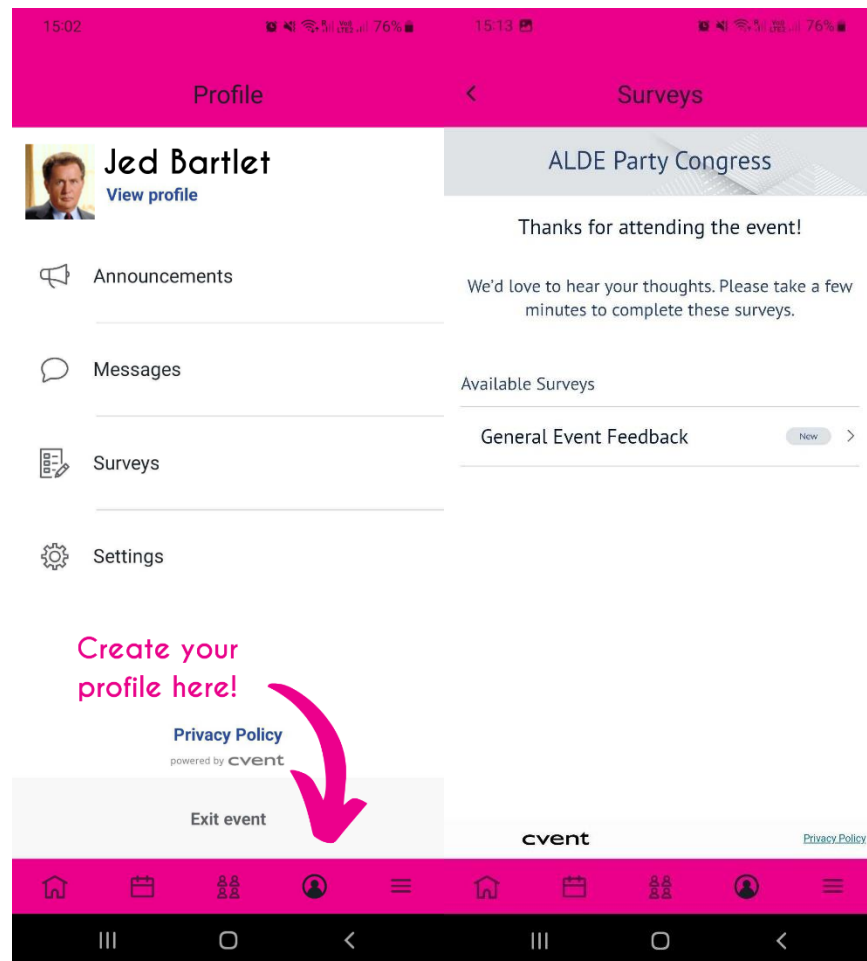 15:02
76%
Profile
Jed Bartlet
View profile
Announcements
Messages
Surveys
Settings
Create your
profile here!
Privacy Policy
powered by cvent
Exit event
15:13
76%
Surveys
ALDE Party Congress
Thanks for attending the event!
We'd love to hear your thoughts. Please take a few
minutes to complete these surveys.
Available Surveys
General Event Feedback New
cvent Privacy Policy